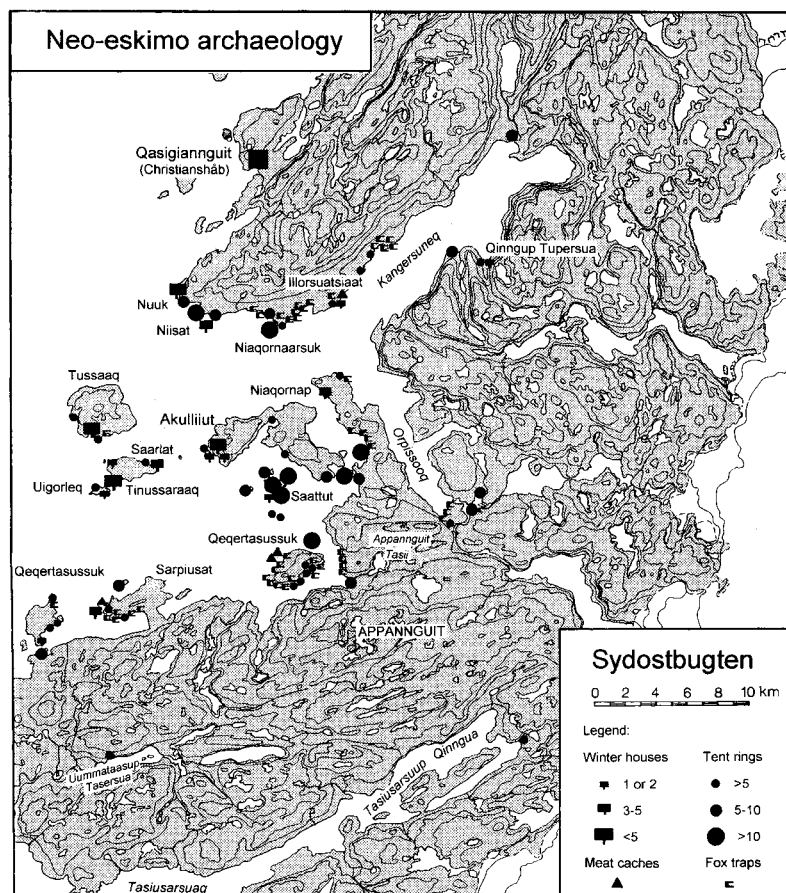 Neo-eskimo archaeology
Qasigiannguit
(Christianshåb)
Qinngup Tupersua
Kangersuneq
Illorsuatsiaat
Nuuk
Niisat
Niaqornaarsuk
Tussaaq
Niaqornap
Akulliiut
Orpissooq
Saarlat
Uigorleq
Tinussaraaq
Saattut
Qeqertasussuk
Appannguit
Tasii
Qeqertasussuk
Sarpiusat
APPANNGUIT
Uummataasup
Tasersua
Tasiusarsuup Qinngua
Tasiusarsuaq
Sydostbugten
0 2 4 6 8 10 km
Legend:
Winter houses
Tent rings
1 or 2
>5
3-5
5-10
<5
>10
Meat caches
Fox traps